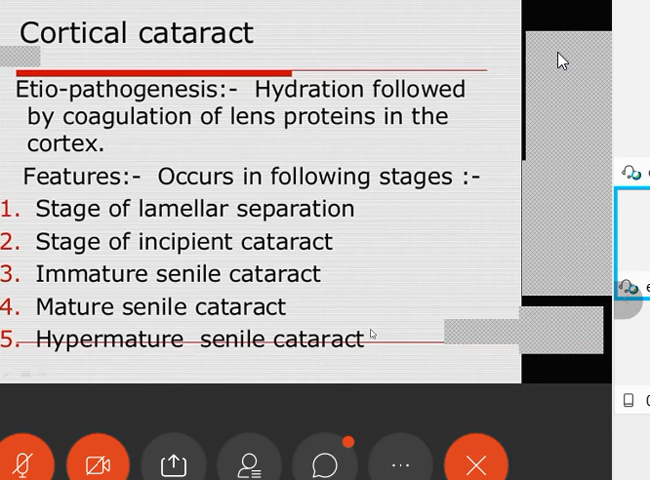 Cortical cataract
Etio-pathogenesis:- Hydration followed
by coagulation of lens proteins in the
cortex.
Features:- Occurs in following stages :-
1. Stage of lamellar separation
2. Stage of incipient cataract
3. Immature senile cataract
4. Mature senile cataract
5. Hypermature senile cataract